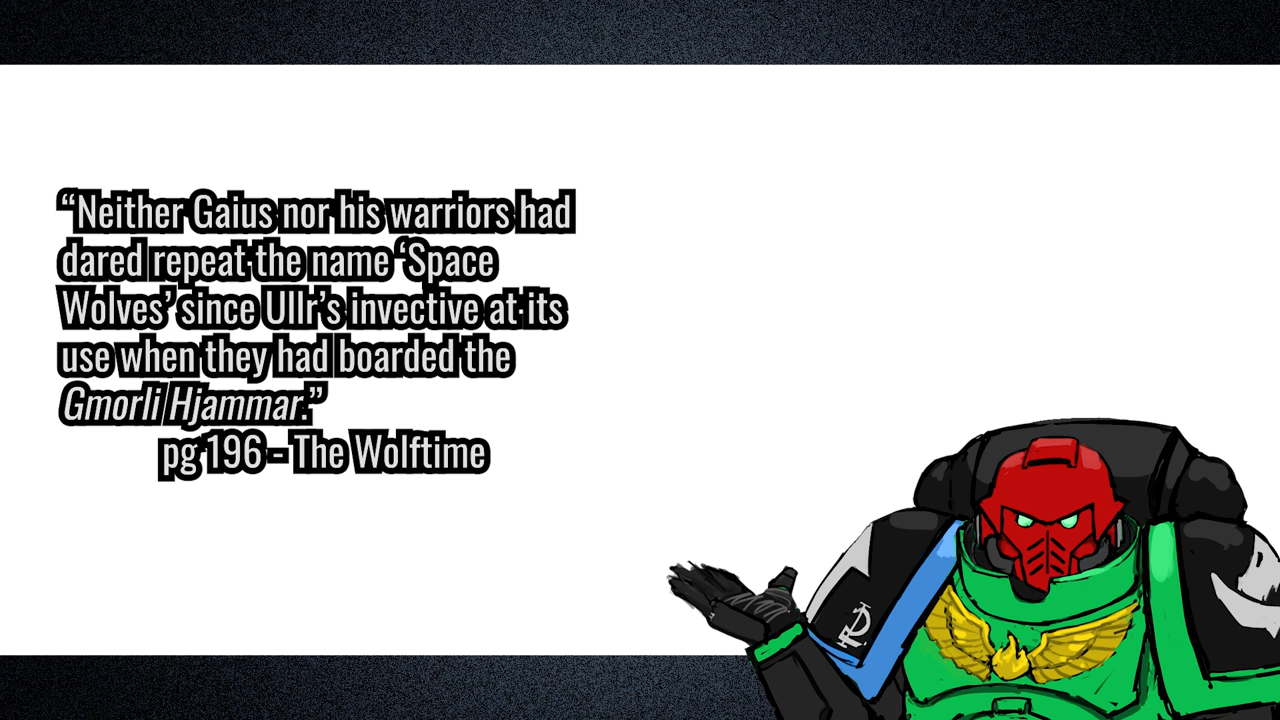 “Neither Gaius nor his warriors had
dared repeat the name ‘Space
Wolves’ since Ullr’s invective at its
use when they had boarded the
Gmorli Hjammar.”
pg 196 - The Wolftime